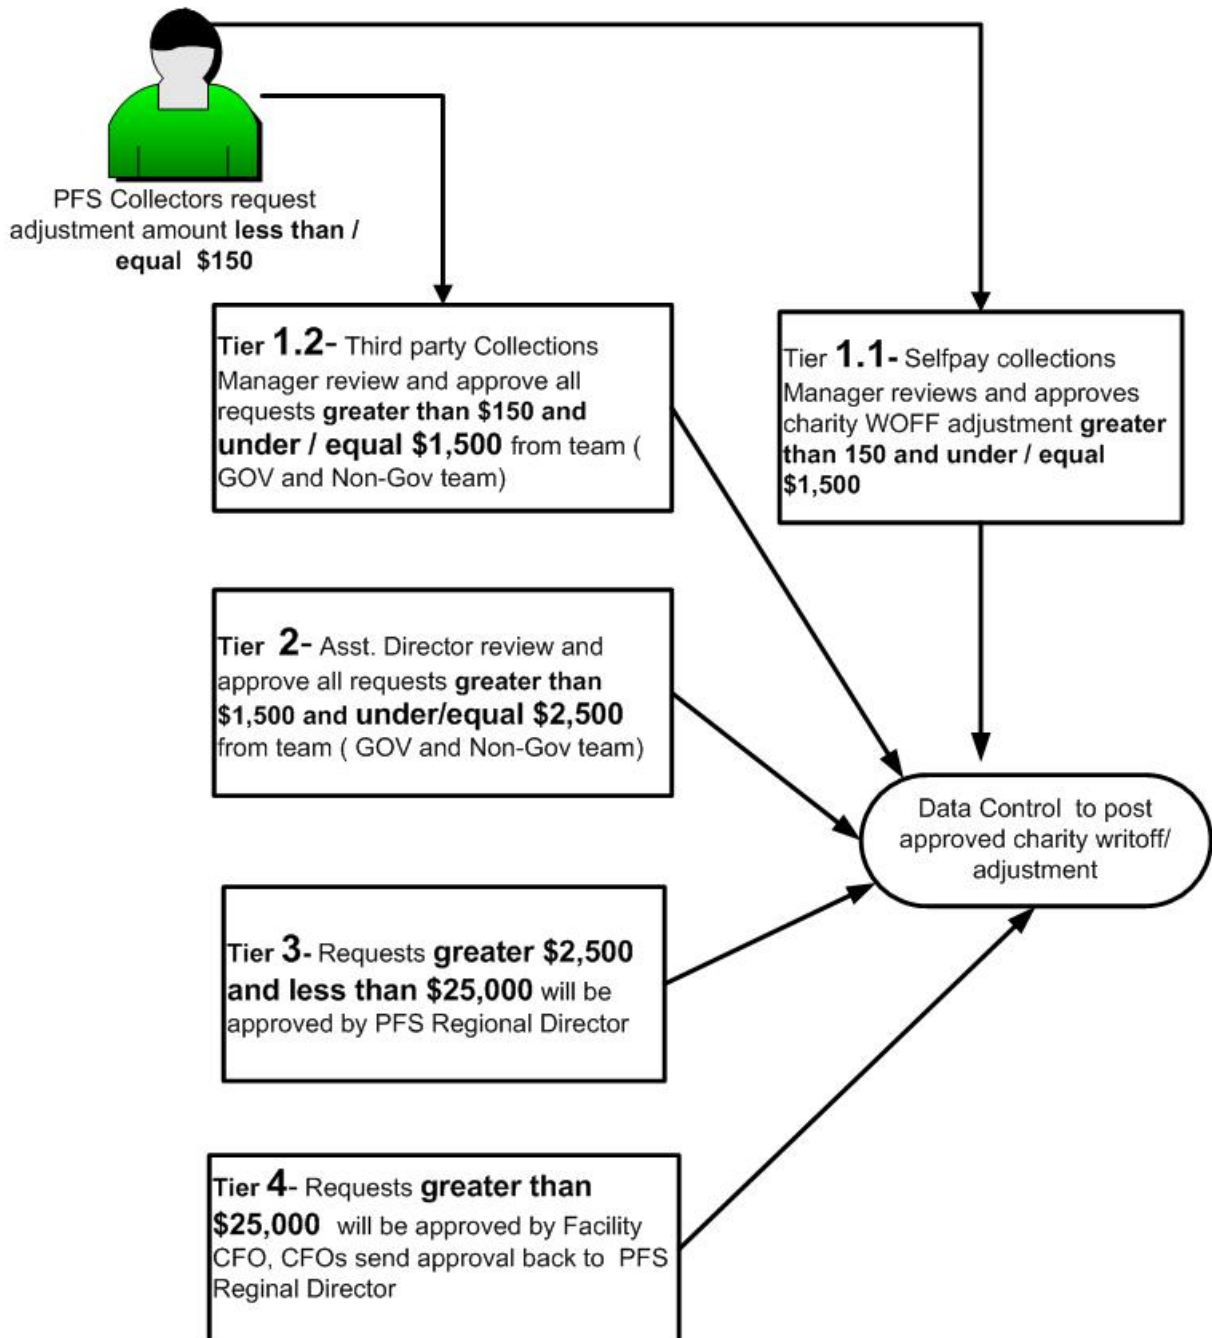 PFS Collectors request
adjustment amount less than /
equal $150
Tier 1.2- Third party Collections
Manager review and approve all
requests greater than $150 and
under / equal $1,500 from team (
GOV and Non-Gov team)
Tier 1.1- Selfpay collections
Manager reviews and approves
charity WOFF adjustment greater
than 150 and under / equal
$1,500
Tier 2- Asst. Director review and
approve all requests greater than
$1,500 and under/equal $2,500
from team ( GOV and Non-Gov team)
Data Control to post
approved charity writoff/
adjustment
Tier 3- Requests greater $2,500
and less than $25,000 will be
approved by PFS Regional Director
Tier 4- Requests greater than
$25,000 will be approved by Facility
CFO, CFOs send approval back to PFS
Reginal Director